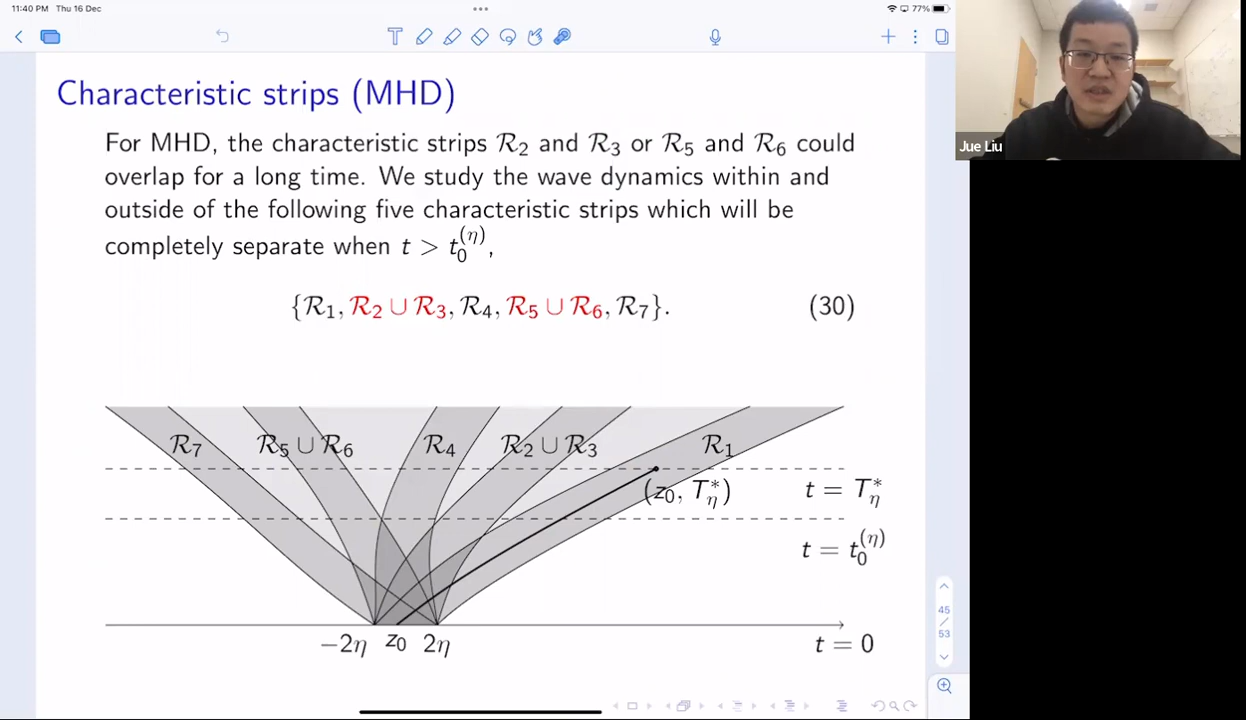 11:40 PM Thu 16 Dec
77%
Characteristic strips (MHD)
For MHD, the characteristic strips ℛ₂ and ℛ₃ or ℛ₅ and ℛ₆ could
overlap for a long time. We study the wave dynamics within and
outside of the following five characteristic strips which will be
completely separate when t > t₀^(η),
{ℛ₁, ℛ₂ ∪ ℛ₃, ℛ₄, ℛ₅ ∪ ℛ₆, ℛ₇}. (30)
ℛ₇ ℛ₅ ∪ ℛ₆ ℛ₄ ℛ₂ ∪ ℛ₃ ℛ₁
(z₀, T*_η) t = T*_η
t = t₀^(η)
−2η z₀ 2η t = 0
45
/
53
Jue Liu